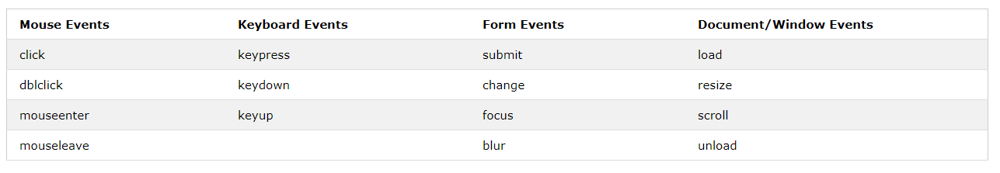 Mouse Events Keyboard Events Form Events Document/Window Events
click keypress submit load
dblclick keydown change resize
mouseenter keyup focus scroll
mouseleave blur unload